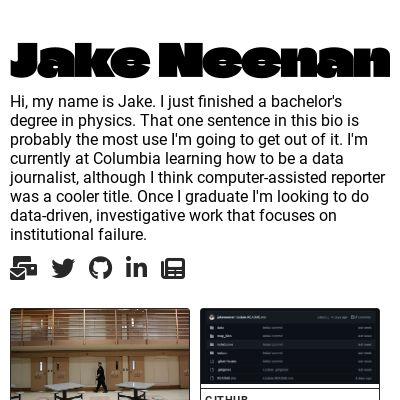 Jake Neenan
Hi, my name is Jake. I just finished a bachelor's
degree in physics. That one sentence in this bio is
probably the most use I'm going to get out of it. I'm
currently at Columbia learning how to be a data
journalist, although I think computer-assisted reporter
was a cooler title. Once I graduate I'm looking to do
data-driven, investigative work that focuses on
institutional failure.
GITHUB